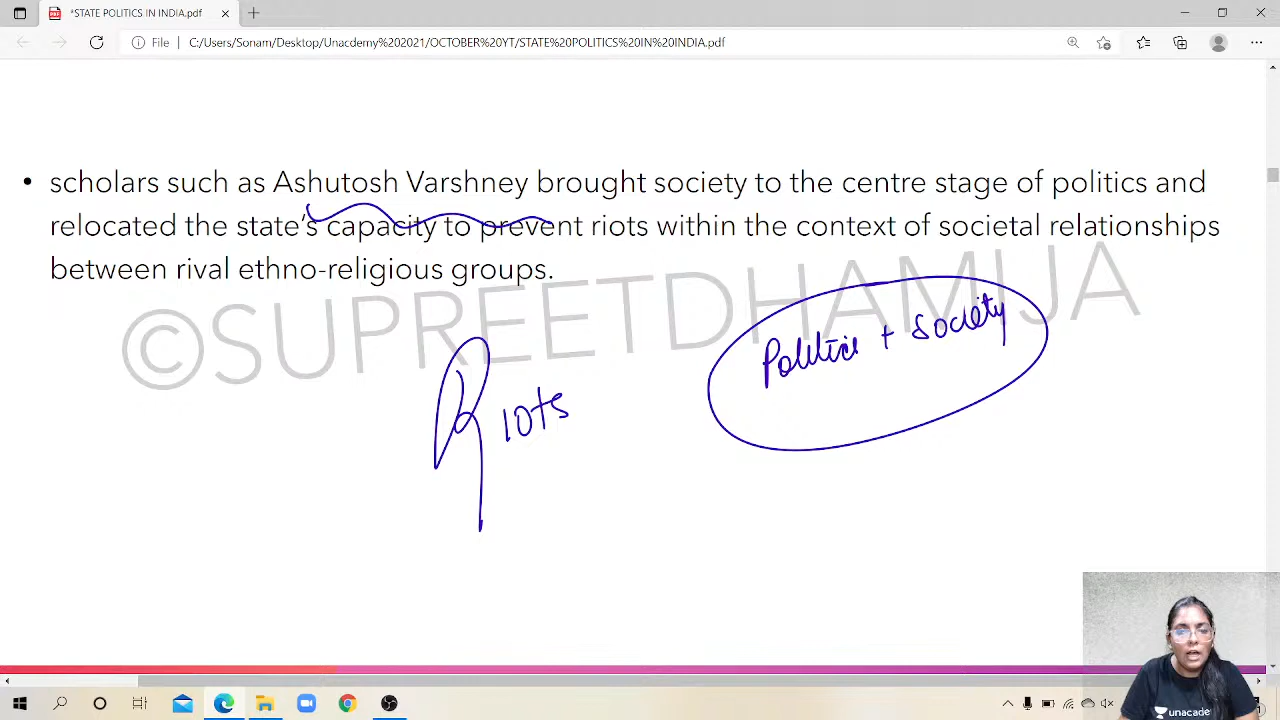 *STATE POLITICS IN INDIA.pdf
File
C:/Users/Sonam/Desktop/Unacdemy%202021/OCTOBER%20YT/STATE%20POLITICS%20IN%20INDIA.pdf
• scholars such as Ashutosh Varshney brought society to the centre stage of politics and
relocated the state's capacity to prevent riots within the context of societal relationships
between rival ethno-religious groups.
©SUPREETDHAMIJA
Politics + Society
Riots
unacade